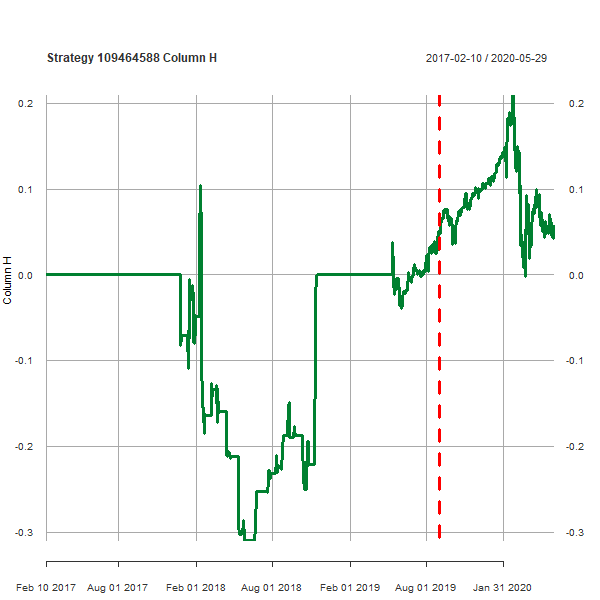 Strategy 109464588 Column H
2017-02-10 / 2020-05-29
0.2
0.2
0.1
0.1
0.0
0.0
Column H
-0.1
-0.1
-0.2
-0.2
-0.3
-0.3
Feb 10 2017
Aug 01 2017
Feb 01 2018
Aug 01 2018
Feb 01 2019
Aug 01 2019
Jan 31 2020